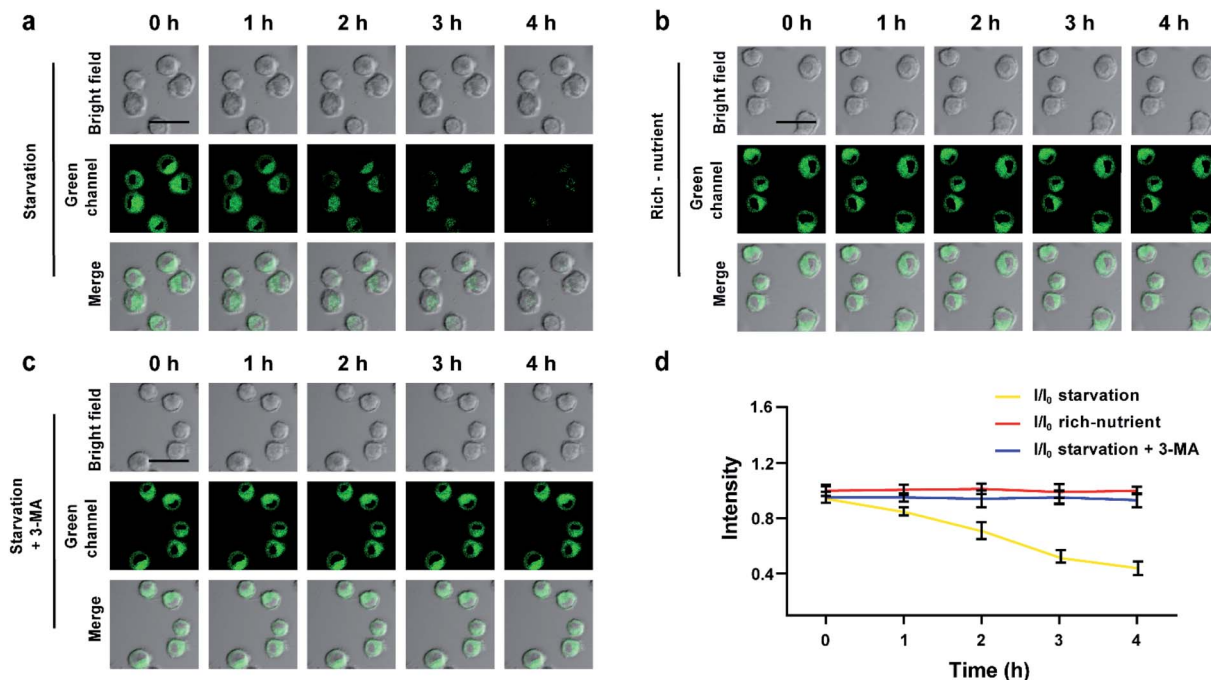 a
0 h 1 h 2 h 3 h 4 h
Starvation
Bright field
Green channel
Merge
b
0 h 1 h 2 h 3 h 4 h
Rich - nutrient
Bright field
Green channel
Merge
c
0 h 1 h 2 h 3 h 4 h
Starvation + 3-MA
Bright field
Green channel
Merge
d
I/I₀ starvation
I/I₀ rich-nutrient
I/I₀ starvation + 3-MA
Intensity
1.6
1.2
0.8
0.4
0 1 2 3 4
Time (h)